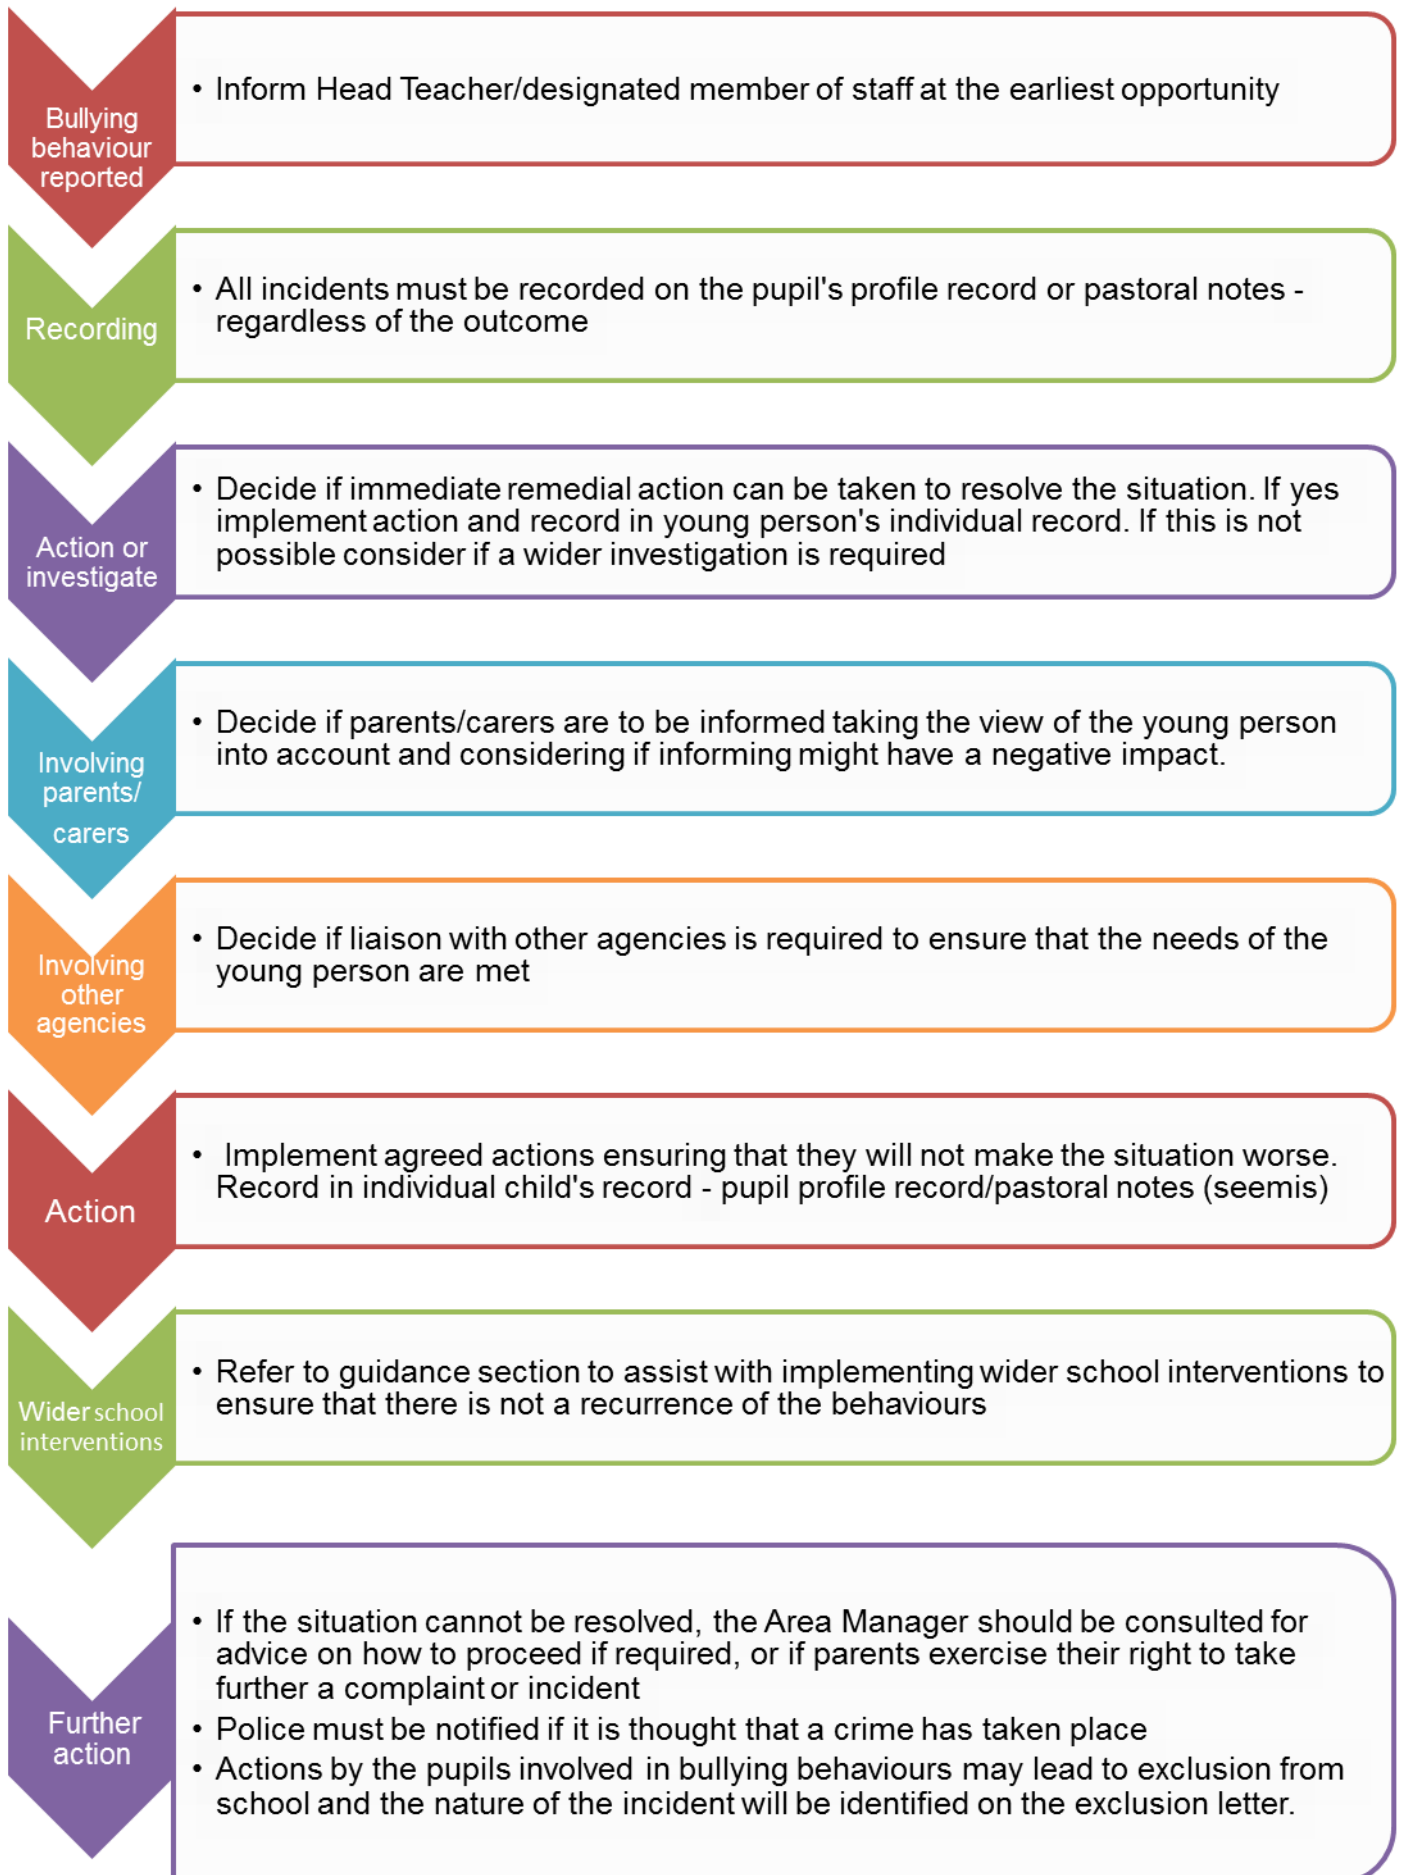 Bullying
behaviour
reported
• Inform Head Teacher/designated member of staff at the earliest opportunity
Recording
• All incidents must be recorded on the pupil's profile record or pastoral notes -
regardless of the outcome
Action or
investigate
• Decide if immediate remedial action can be taken to resolve the situation. If yes
implement action and record in young person's individual record. If this is not
possible consider if a wider investigation is required
Involving
parents/
carers
• Decide if parents/carers are to be informed taking the view of the young person
into account and considering if informing might have a negative impact.
Involving
other
agencies
• Decide if liaison with other agencies is required to ensure that the needs of the
young person are met
Action
• Implement agreed actions ensuring that they will not make the situation worse.
Record in individual child's record - pupil profile record/pastoral notes (seemis)
Wider school
interventions
• Refer to guidance section to assist with implementing wider school interventions to
ensure that there is not a recurrence of the behaviours
Further
action
• If the situation cannot be resolved, the Area Manager should be consulted for
advice on how to proceed if required, or if parents exercise their right to take
further a complaint or incident
• Police must be notified if it is thought that a crime has taken place
• Actions by the pupils involved in bullying behaviours may lead to exclusion from
school and the nature of the incident will be identified on the exclusion letter.